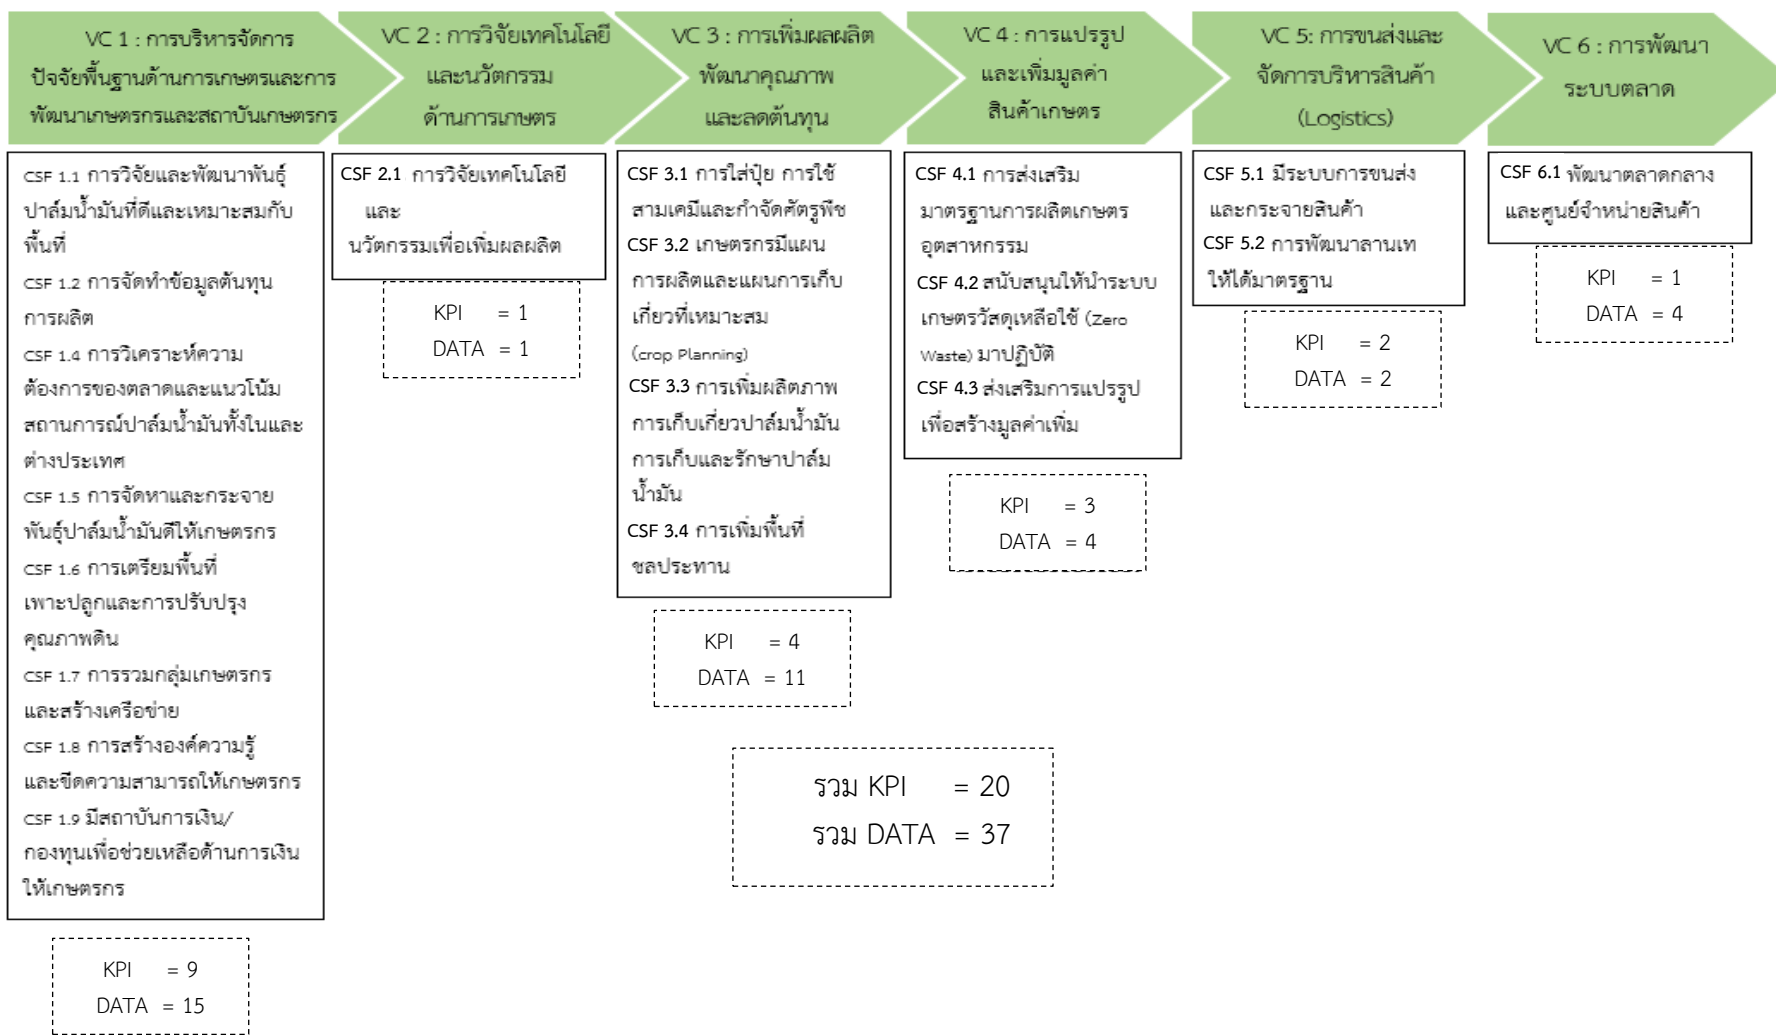 VC 1 : การบริหารจัดการ
ปัจจัยพื้นฐานด้านการเกษตรและการ
พัฒนาเกษตรกรและสถาบันเกษตรกร
VC 2 : การวิจัยเทคโนโลยี
และนวัตกรรม
ด้านการเกษตร
VC 3 : การเพิ่มผลผลิต
พัฒนาคุณภาพ
และลดต้นทุน
VC 4 : การแปรรูป
และเพิ่มมูลค่า
สินค้าเกษตร
VC 5: การขนส่งและ
จัดการบริหารสินค้า
(Logistics)
VC 6 : การพัฒนา
ระบบตลาด
CSF 1.1 การวิจัยและพัฒนาพันธุ์
ปาล์มน้ำมันที่ดีและเหมาะสมกับ
พื้นที่
CSF 1.2 การจัดทำข้อมูลต้นทุน
การผลิต
CSF 1.4 การวิเคราะห์ความ
ต้องการของตลาดและแนวโน้ม
สถานการณ์ปาล์มน้ำมันทั้งในและ
ต่างประเทศ
CSF 1.5 การจัดหาและกระจาย
พันธุ์ปาล์มน้ำมันดีให้เกษตรกร
CSF 1.6 การเตรียมพื้นที่
เพาะปลูกและการปรับปรุง
คุณภาพดิน
CSF 1.7 การรวมกลุ่มเกษตรกร
และสร้างเครือข่าย
CSF 1.8 การสร้างองค์ความรู้
และขีดความสามารถให้เกษตรกร
CSF 1.9 มีสถาบันการเงิน/
กองทุนเพื่อช่วยเหลือด้านการเงิน
ให้เกษตรกร
KPI = 9
DATA = 15
CSF 2.1 การวิจัยเทคโนโลยี
และ
นวัตกรรมเพื่อเพิ่มผลผลิต
KPI = 1
DATA = 1
CSF 3.1 การใส่ปุ๋ย การใช้
สามเคมีและกำจัดศัตรูพืช
CSF 3.2 เกษตรกรมีแผน
การผลิตและแผนการเก็บ
เกี่ยวที่เหมาะสม
(crop Planning)
CSF 3.3 การเพิ่มผลิตภาพ
การเก็บเกี่ยวปาล์มน้ำมัน
การเก็บและรักษาปาล์ม
น้ำมัน
CSF 3.4 การเพิ่มพื้นที่
ชลประทาน
KPI = 4
DATA = 11
CSF 4.1 การส่งเสริม
มาตรฐานการผลิตเกษตร
อุตสาหกรรม
CSF 4.2 สนับสนุนให้นำระบบ
เกษตรวัสดุเหลือใช้ (Zero
Waste) มาปฏิบัติ
CSF 4.3 ส่งเสริมการแปรรูป
เพื่อสร้างมูลค่าเพิ่ม
KPI = 3
DATA = 4
CSF 5.1 มีระบบการขนส่ง
และกระจายสินค้า
CSF 5.2 การพัฒนาลานเท
ให้ได้มาตรฐาน
KPI = 2
DATA = 2
CSF 6.1 พัฒนาตลาดกลาง
และศูนย์จำหน่ายสินค้า
KPI = 1
DATA = 4
รวม KPI = 20
รวม DATA = 37